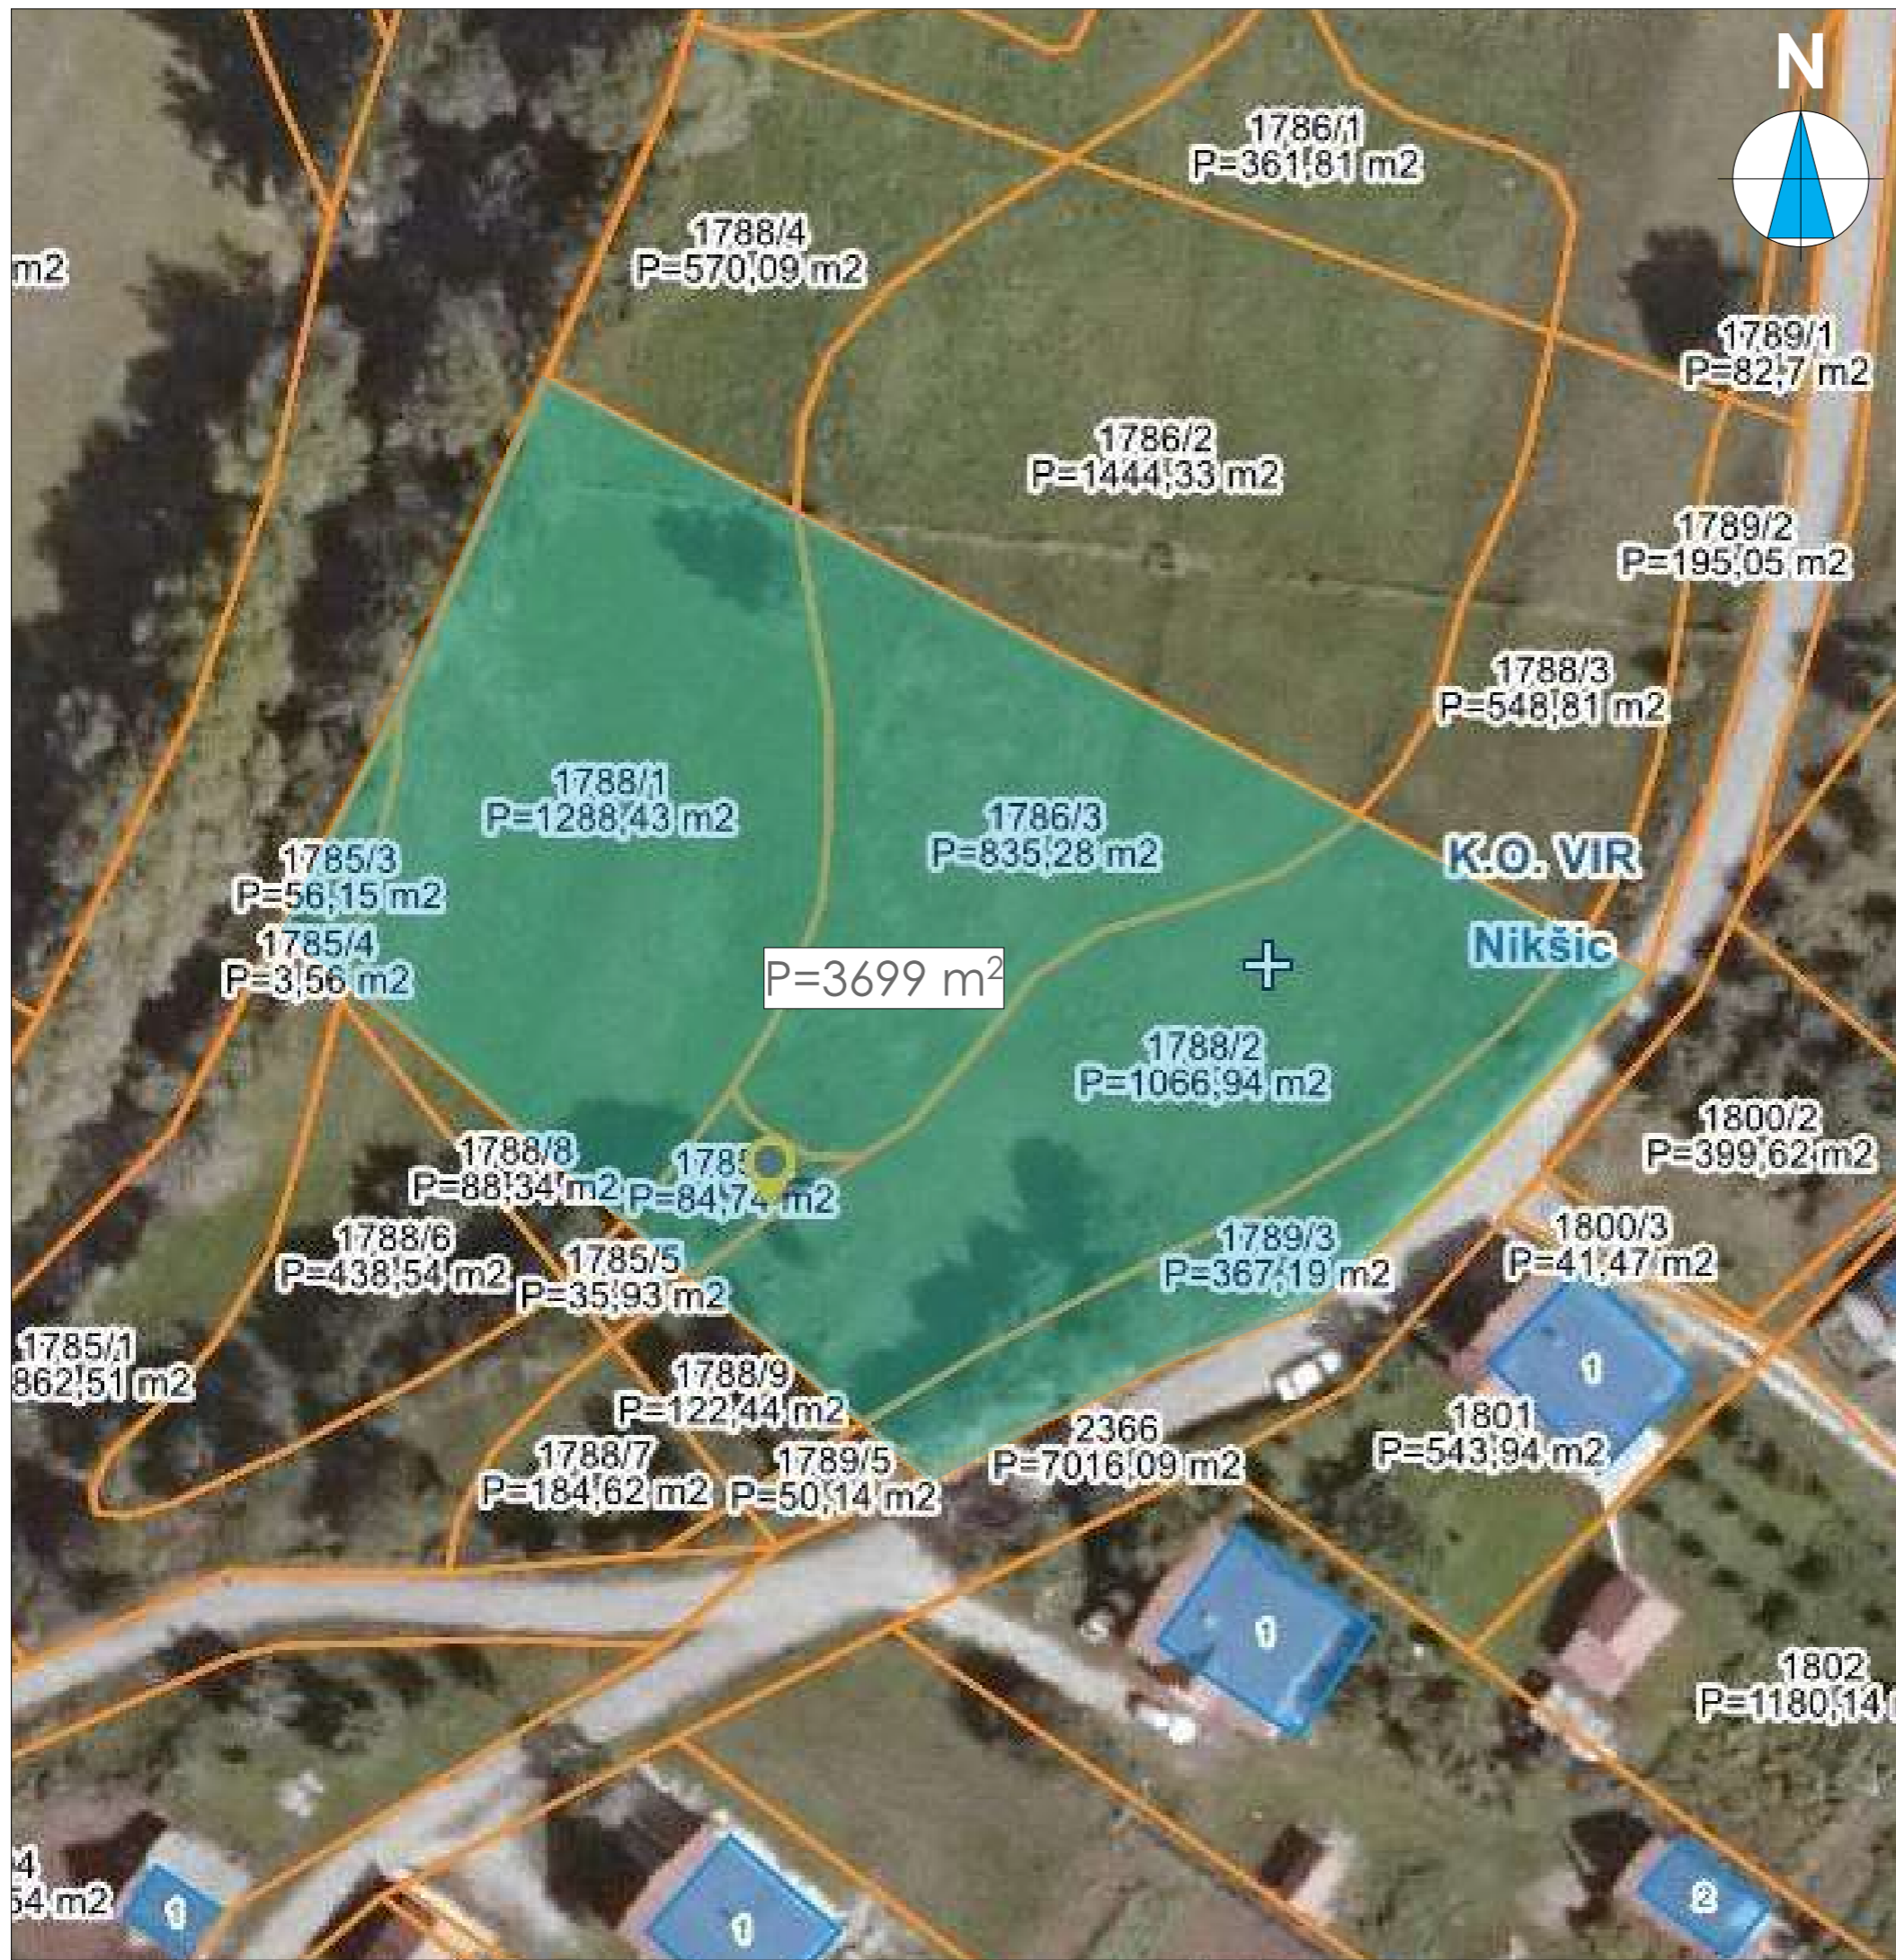 N
1786/1
P=361,81 m2
1788/4
P=570,09 m2
m2
1789/1
P=82,7 m2
1786/2
P=1444,33 m2
1789/2
P=195,05 m2
1788/3
P=548,81 m2
1788/1
P=1288,43 m2
1786/3
P=835,28 m2
K.O. VIR
1785/3
P=56,15 m2
Nikšic
1785/4
P=3,56 m2
P=3699 m²
1788/2
P=1066,94 m2
1800/2
P=399,62 m2
1788/8
P=88,34 m2
1785
P=84,74 m2
1788/6
P=438,54 m2
1789/3
P=367,19 m2
1800/3
P=41,47 m2
1785/5
P=35,93 m2
1785/1
862,51 m2
1
1788/9
P=122,44 m2
1801
P=543,94 m2
2366
P=7016,09 m2
1788/7
P=184,62 m2
1789/5
P=50,14 m2
1
1802
P=1180,14
4
54 m2
1
1
2